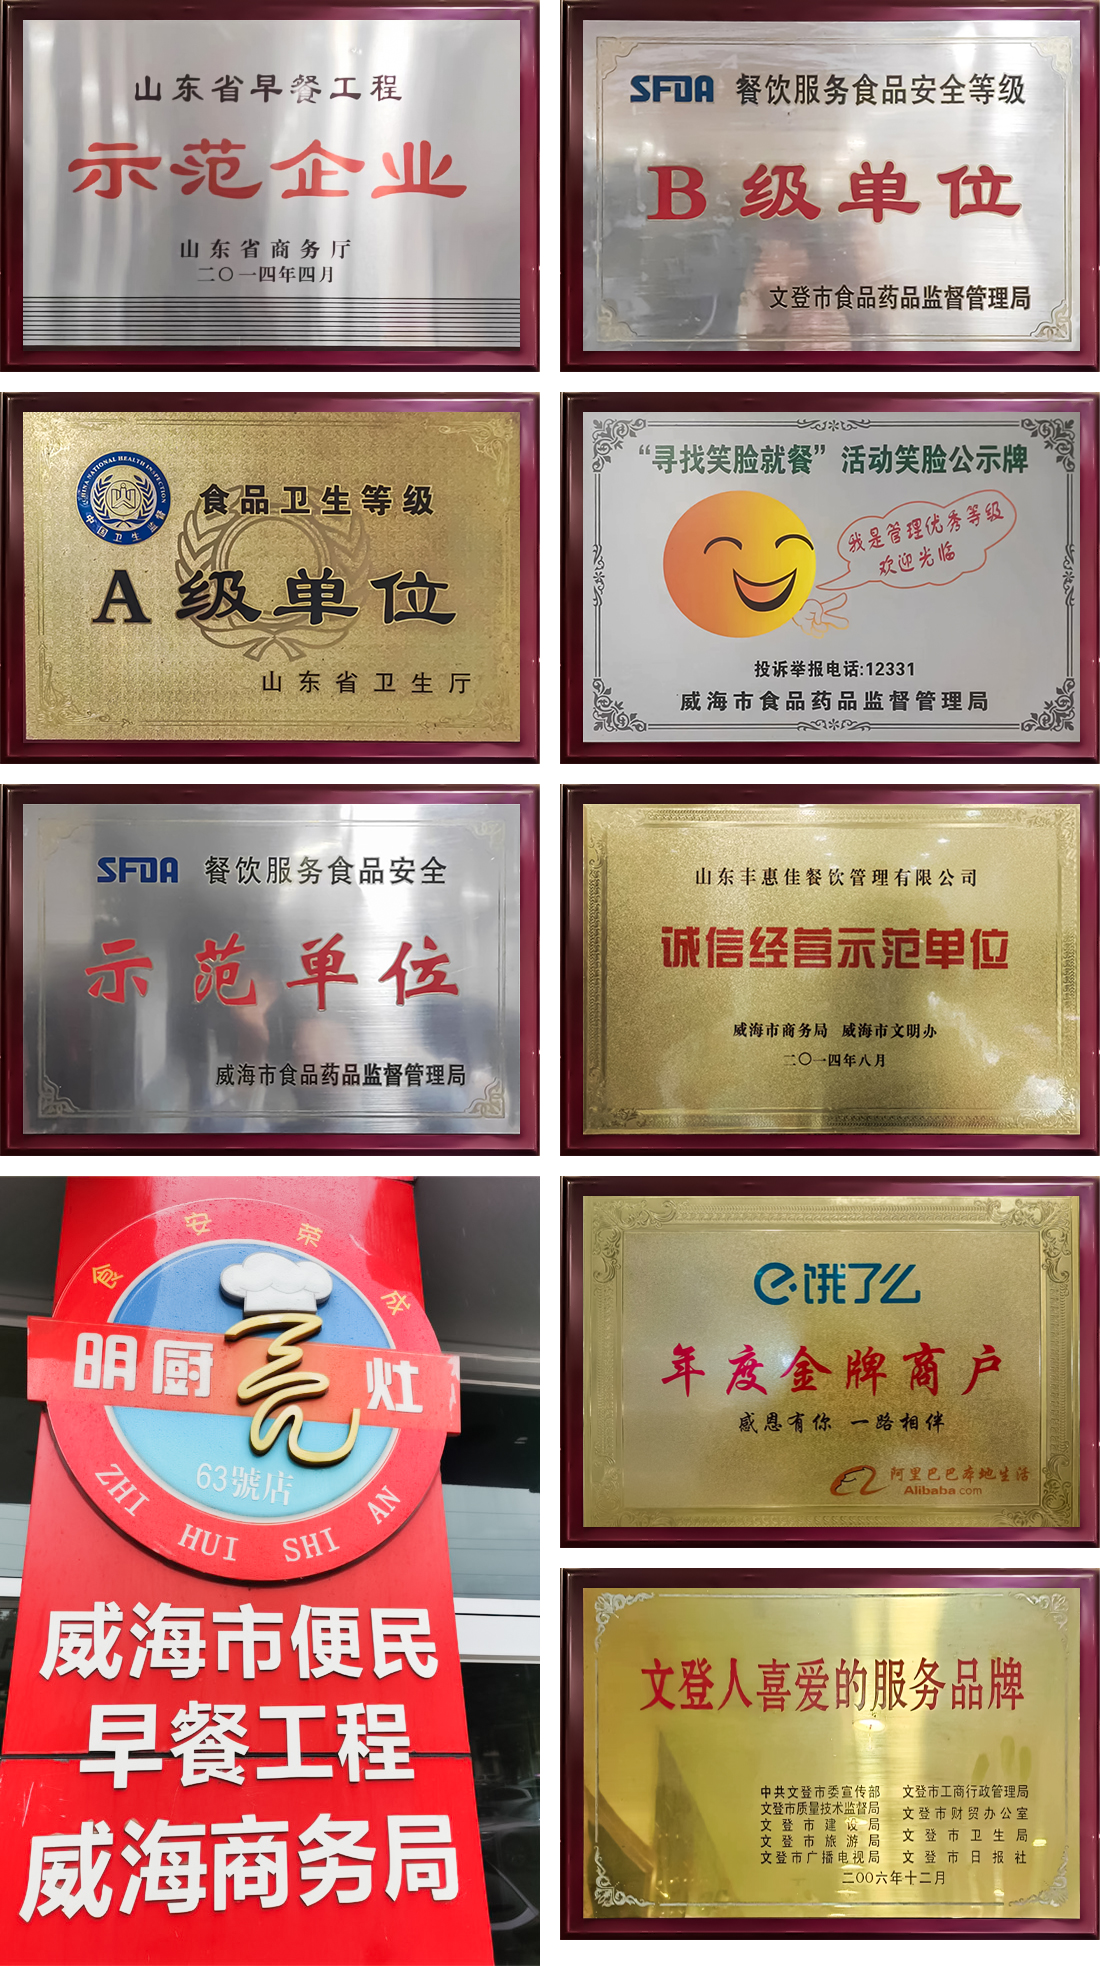 山东省早餐工程
示范企业
山东省商务厅
二〇一四年四月
SFDA 餐饮服务食品安全等级
B级单位
文登市食品药品监督管理局
CHINA NATIONAL HEALTH INSPECTION
中国卫生监督
食品卫生等级
A级单位
山东省卫生厅
“寻找笑脸就餐”活动笑脸公示牌
我是管理优秀等级
欢迎光临
投诉举报电话:12331
威海市食品药品监督管理局
SFDA 餐饮服务食品安全
示范单位
威海市食品药品监督管理局
山东丰惠佳餐饮管理有限公司
诚信经营示范单位
威海市商务局 威海市文明办
二〇一四年八月
食安荣成
明厨亮灶
63號店
ZHI HUI SHI AN
威海市便民
早餐工程
威海商务局
饿了么
年度金牌商户
感恩有你 一路相伴
阿里巴巴本地生活
Alibaba.com
文登人喜爱的服务品牌
中共文登市委宣传部 文登市工商行政管理局
文登市质量技术监督局 文登市财贸办公室
文登市建设局 文登市卫生局
文登市旅游局 文登市日报社
文登市广播电视局
二00六年十二月